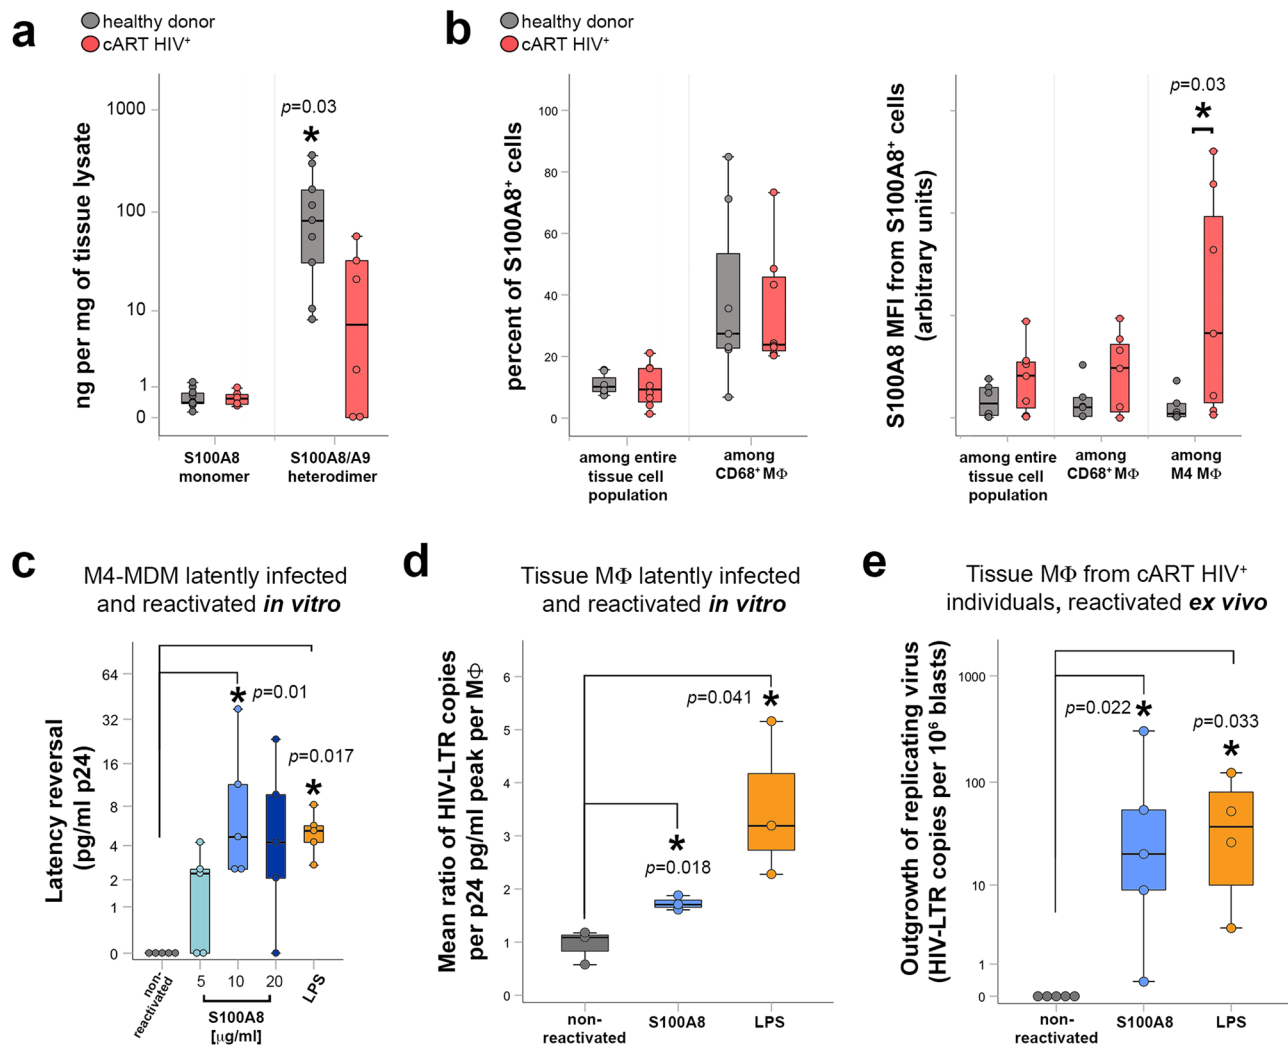 a
healthy donor
cART HIV⁺
ng per mg of tissue lysate
1000
100
10
1
0
p=0.03
*
S100A8
monomer
S100A8/A9
heterodimer
b
healthy donor
cART HIV⁺
percent of S100A8⁺ cells
100
80
60
40
20
0
among entire
tissue cell
population
among
CD68⁺ MΦ
S100A8 MFI from S100A8⁺ cells
(arbitrary units)
p=0.03
*
among entire
tissue cell
population
among
CD68⁺ MΦ
among
M4 MΦ
c
M4-MDM latently infected
and reactivated in vitro
Latency reversal
(pg/ml p24)
64
32
16
8
4
2
1
0
* p=0.01
p=0.017
*
non-
reactivated
5 10 20
S100A8
[µg/ml]
LPS
d
Tissue MΦ latently infected
and reactivated in vitro
Mean ratio of HIV-LTR copies
per p24 pg/ml peak per MΦ
6
5
4
3
2
1
0
p=0.041
*
*
p=0.018
non-
reactivated
S100A8
LPS
e
Tissue MΦ from cART HIV⁺
individuals, reactivated ex vivo
Outgrowth of replicating virus
(HIV-LTR copies per 10⁶ blasts)
1000
100
10
1
0
p=0.022 *
p=0.033
*
non-
reactivated
S100A8
LPS